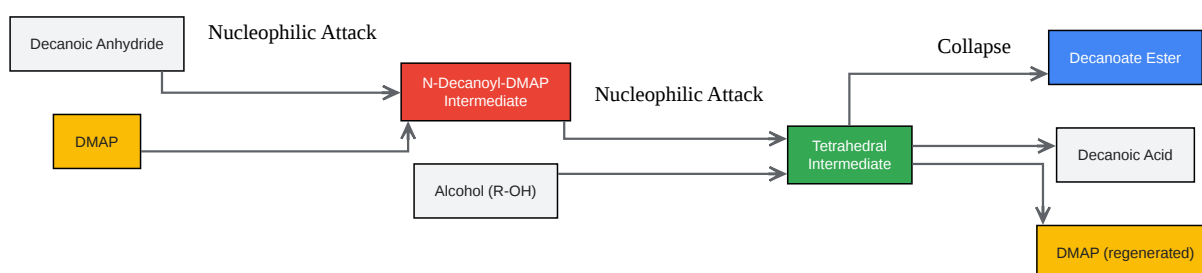 Decanoic Anhydride
Nucleophilic Attack
Collapse
Decanoate Ester
N-Decanoyl-DMAP
Intermediate
Nucleophilic Attack
DMAP
Tetrahedral
Intermediate
Decanoic Acid
Alcohol (R-OH)
DMAP (regenerated)